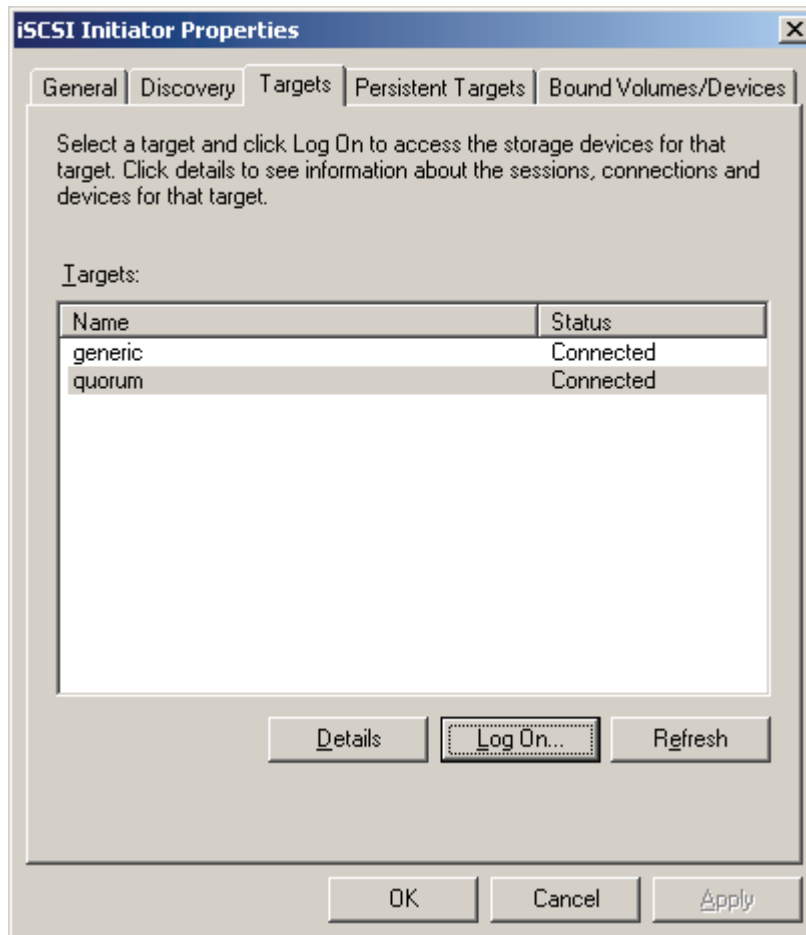 iSCSI Initiator Properties
General Discovery Targets Persistent Targets Bound Volumes/Devices
Select a target and click Log On to access the storage devices for that
target. Click details to see information about the sessions, connections and
devices for that target.
Targets:
Name Status
generic Connected
quorum Connected
Details Log On... Refresh
OK Cancel Apply